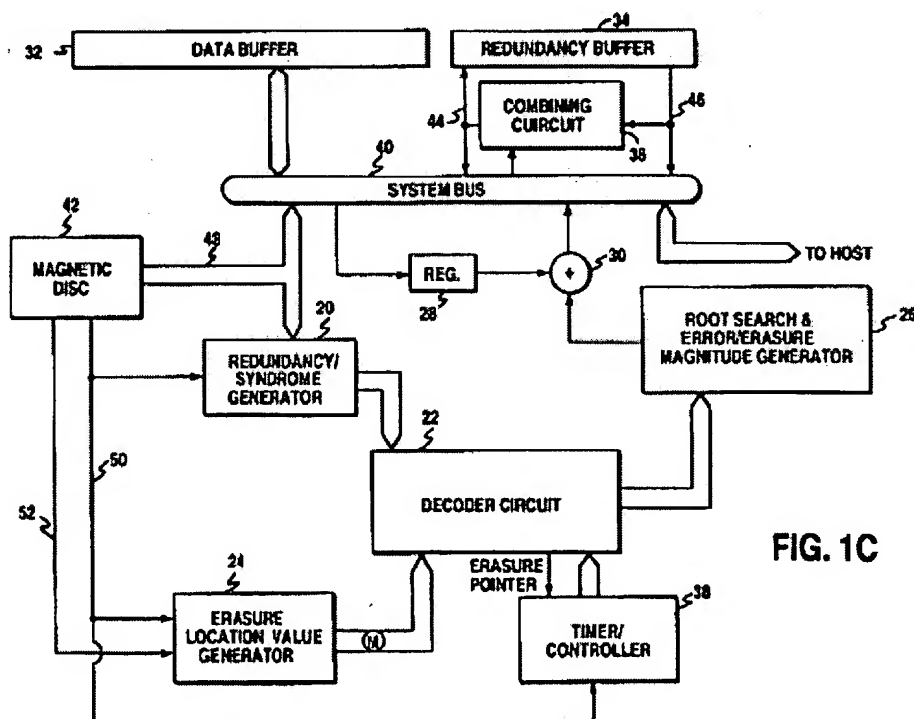 34
32
DATA BUFFER
REDUNDANCY BUFFER
44
COMBINING
CUIRCUIT
36
46
40
SYSTEM BUS
42
48
MAGNETIC
DISC
TO HOST
REG.
28
+
30
20
REDUNDANCY/
SYNDROME
GENERATOR
ROOT SEARCH &
ERROR/ERASURE
MAGNITUDE GENERATOR
26
22
50
52
DECODER CIRCUIT
FIG. 1C
ERASURE
POINTER
24
ERASURE
LOCATION VALUE
GENERATOR
M
38
TIMER/
CONTROLLER